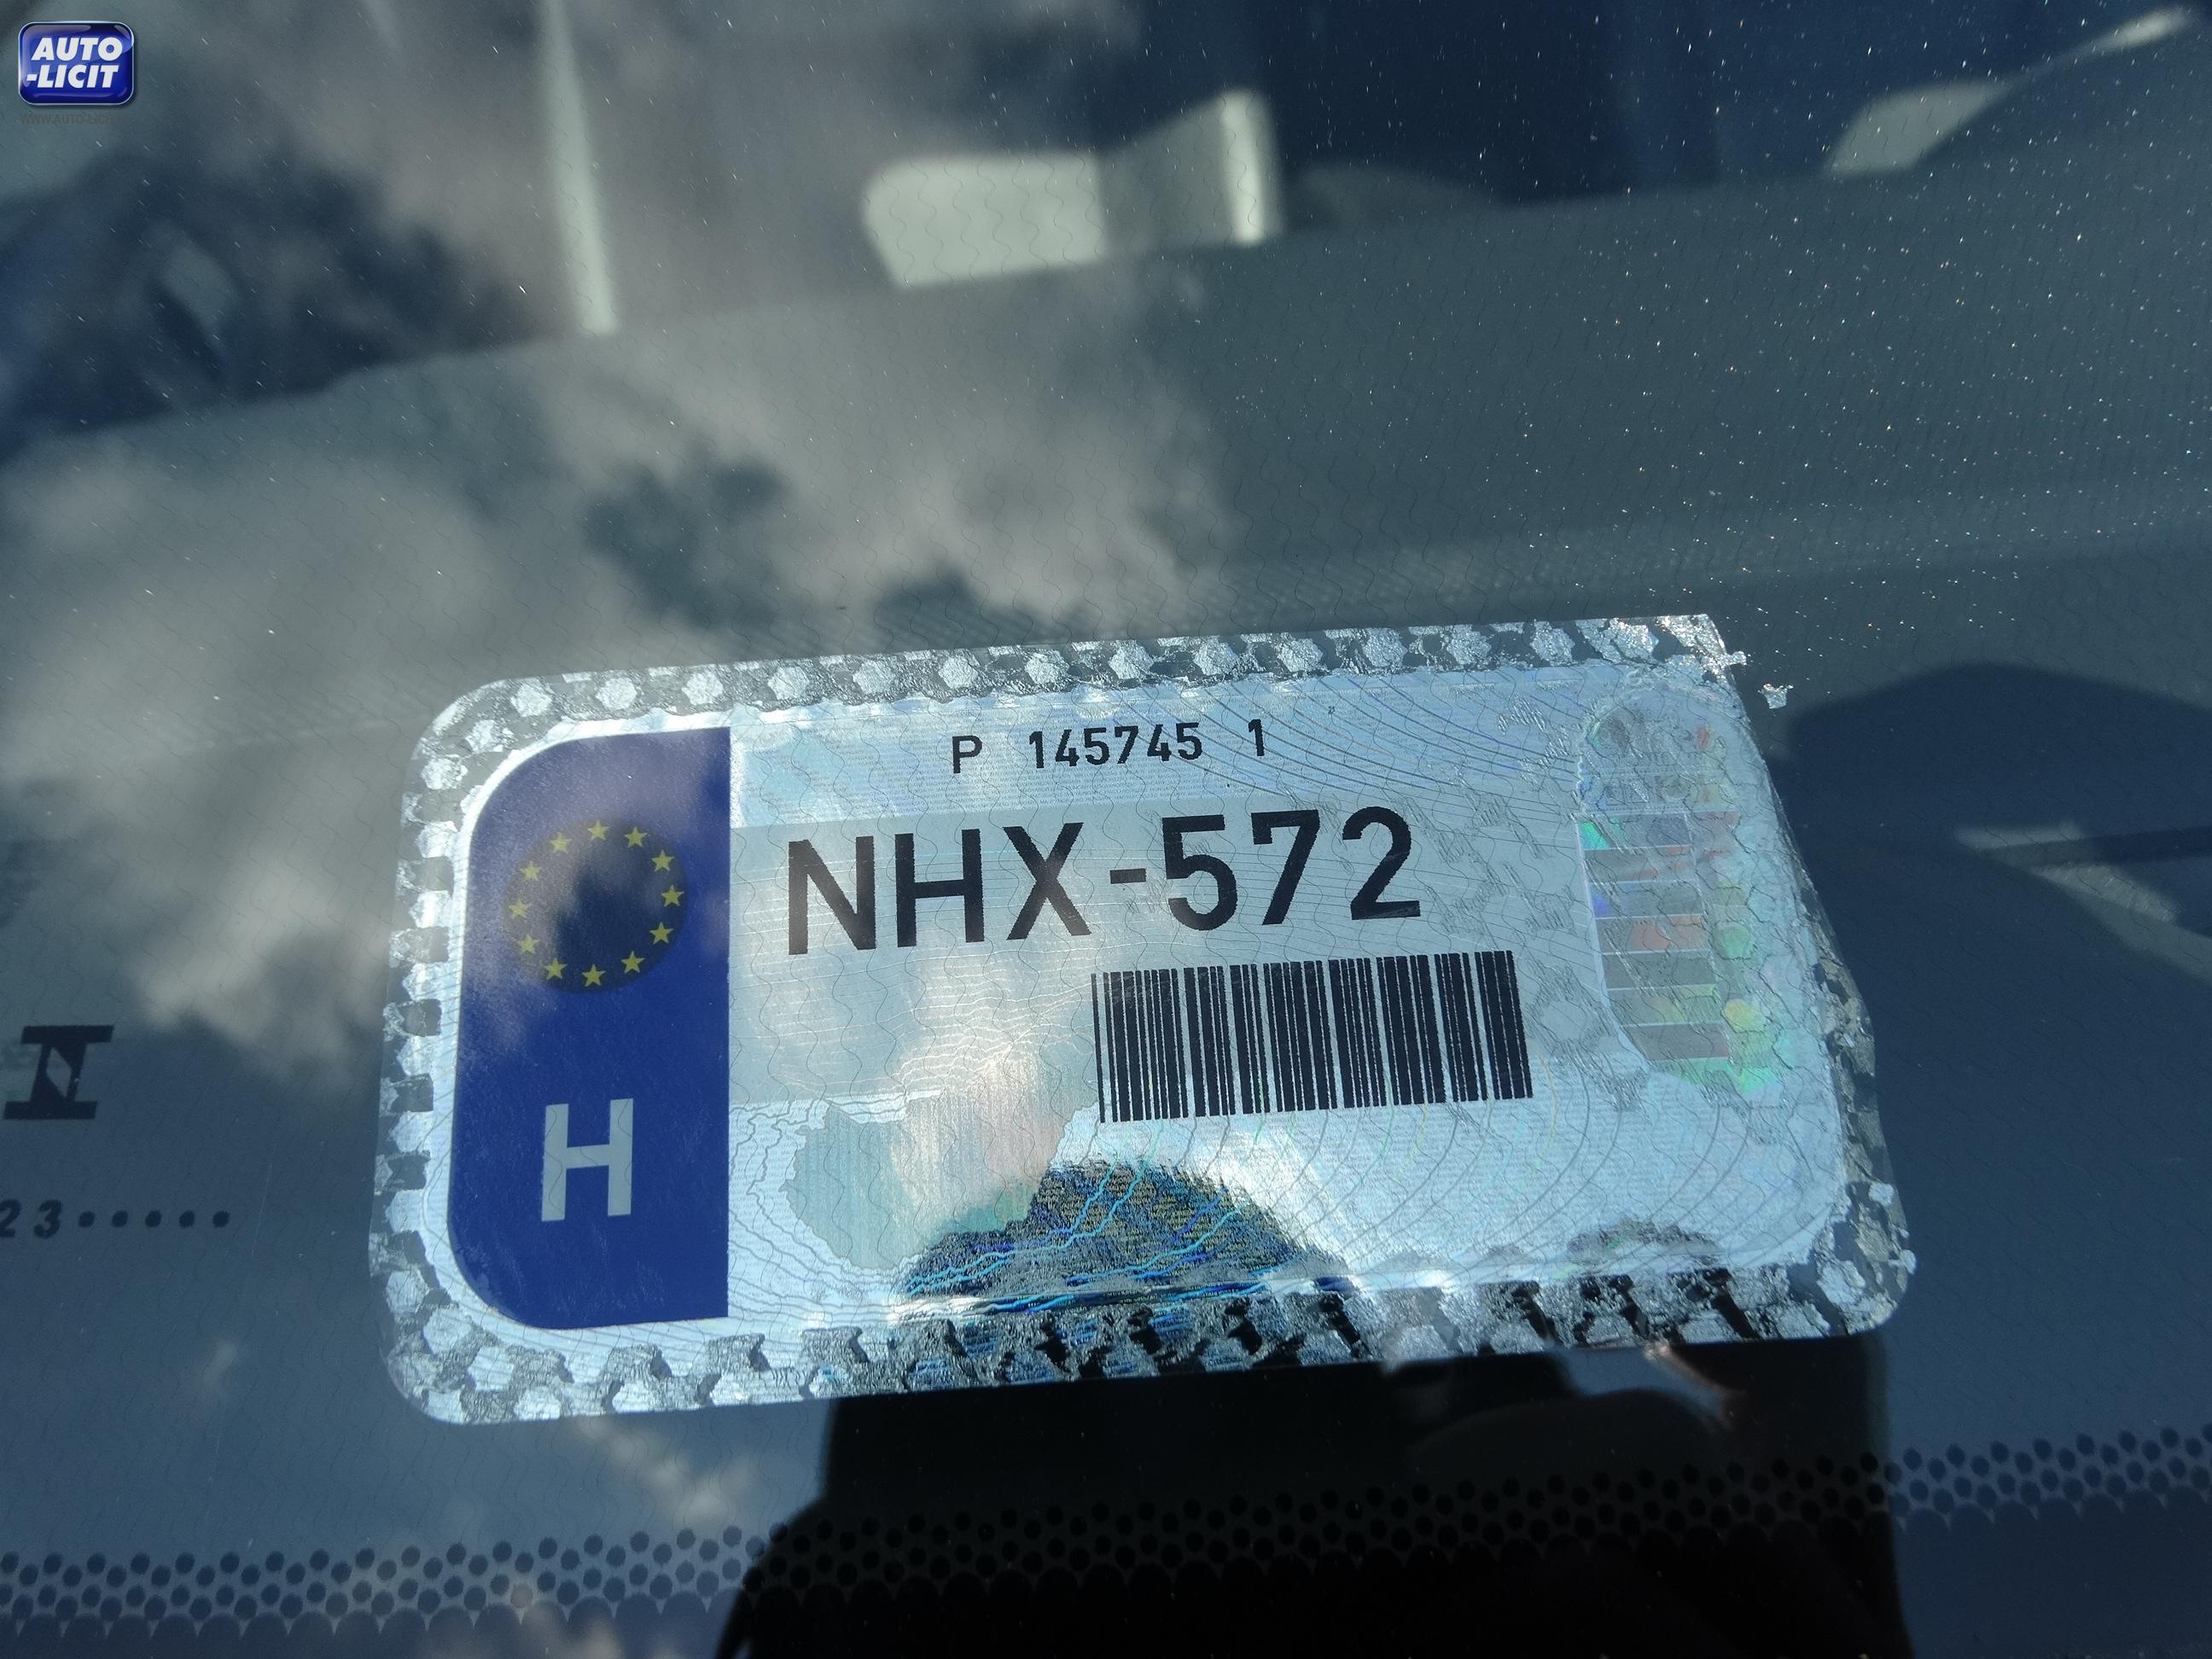 AUTO
-LICIT
P 145745 1
NHX-572
H
H
23•••••